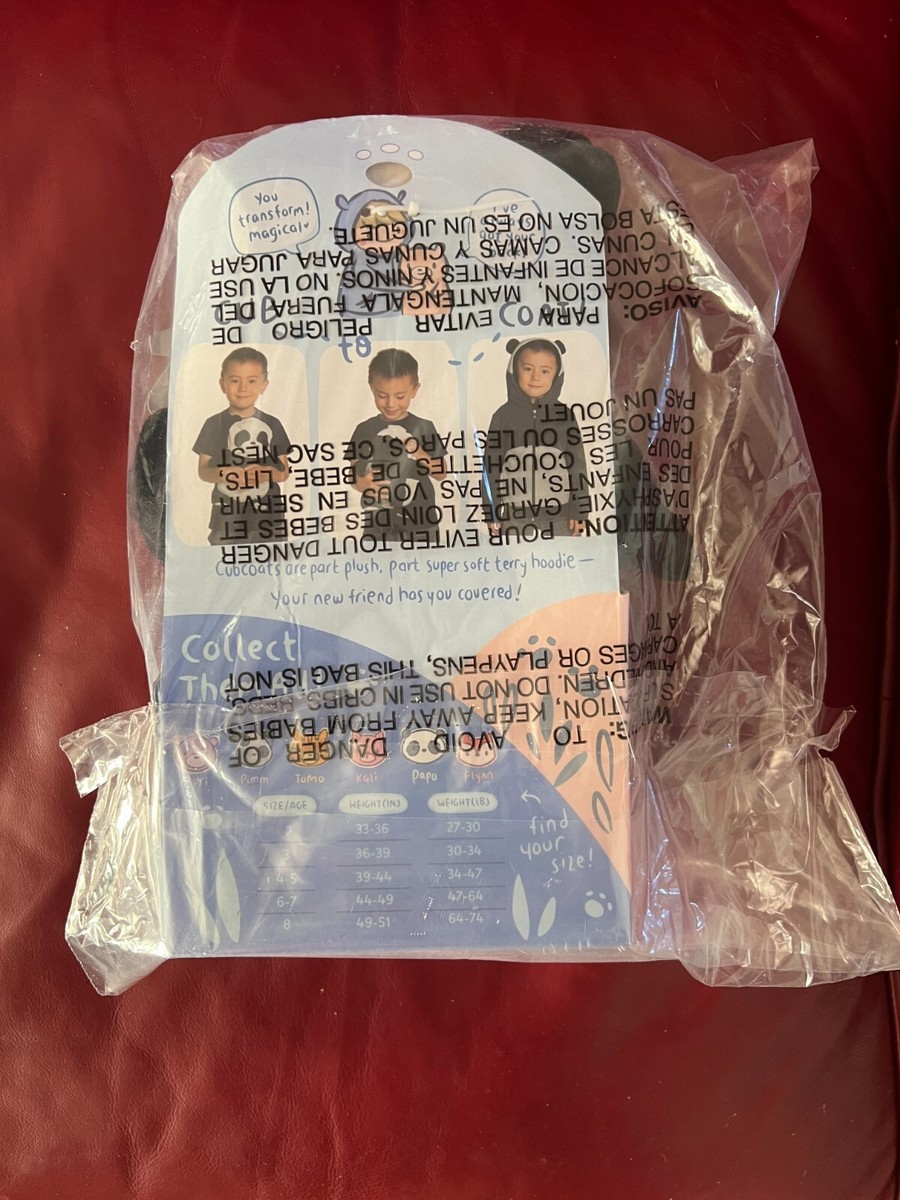 You
transform!
magical
I've
got your
to
coat!
Cubcoats are part plush, part super soft terry hoodie—
your new friend has you covered!
Collect
Pimm Tomo Kali Papo Flynn
SIZE/AGE HEIGHT(IN) WEIGHT(LB)
33-36 27-30
3 36-39 30-34
4-5 39-44 34-47
6-7 44-49 47-64
8 49-51 64-74
find
your
size!
WARNING: TO AVOID DANGER OF
SUFFOCATION, KEEP AWAY FROM BABIES
AND CHILDREN. DO NOT USE IN CRIBS, BEDS,
CARRIAGES OR PLAYPENS, THIS BAG IS NOT
A TOY
ATTENTION: POUR EVITER TOUT DANGER
D'ASPHYXIE, GARDEZ LOIN DES BEBES ET
DES ENFANTS, NE PAS VOUS EN SERVIR
POUR LES COUCHETTES DE BEBE, LITS,
CARROSSES OU LES PARCS, CE SAC N'EST
PAS UN JOUET.
AVISO: PARA EVITAR PELIGRO DE
SOFOCACION, MANTENGALA FUERA DEL
ALCANCE DE INFANTES Y NINOS. NO LA USE
EN CUNAS. CAMAS Y CUNAS PARA JUGAR
ESTA BOLSA NO ES UN JUGUETE.